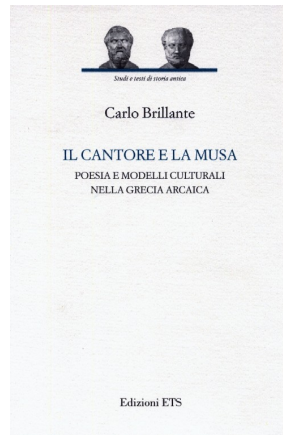 Studi e testi di storia antica
Carlo Brillante
IL CANTORE E LA MUSA
POESIA E MODELLI CULTURALI
NELLA GRECIA ARCAICA
Edizioni ETS